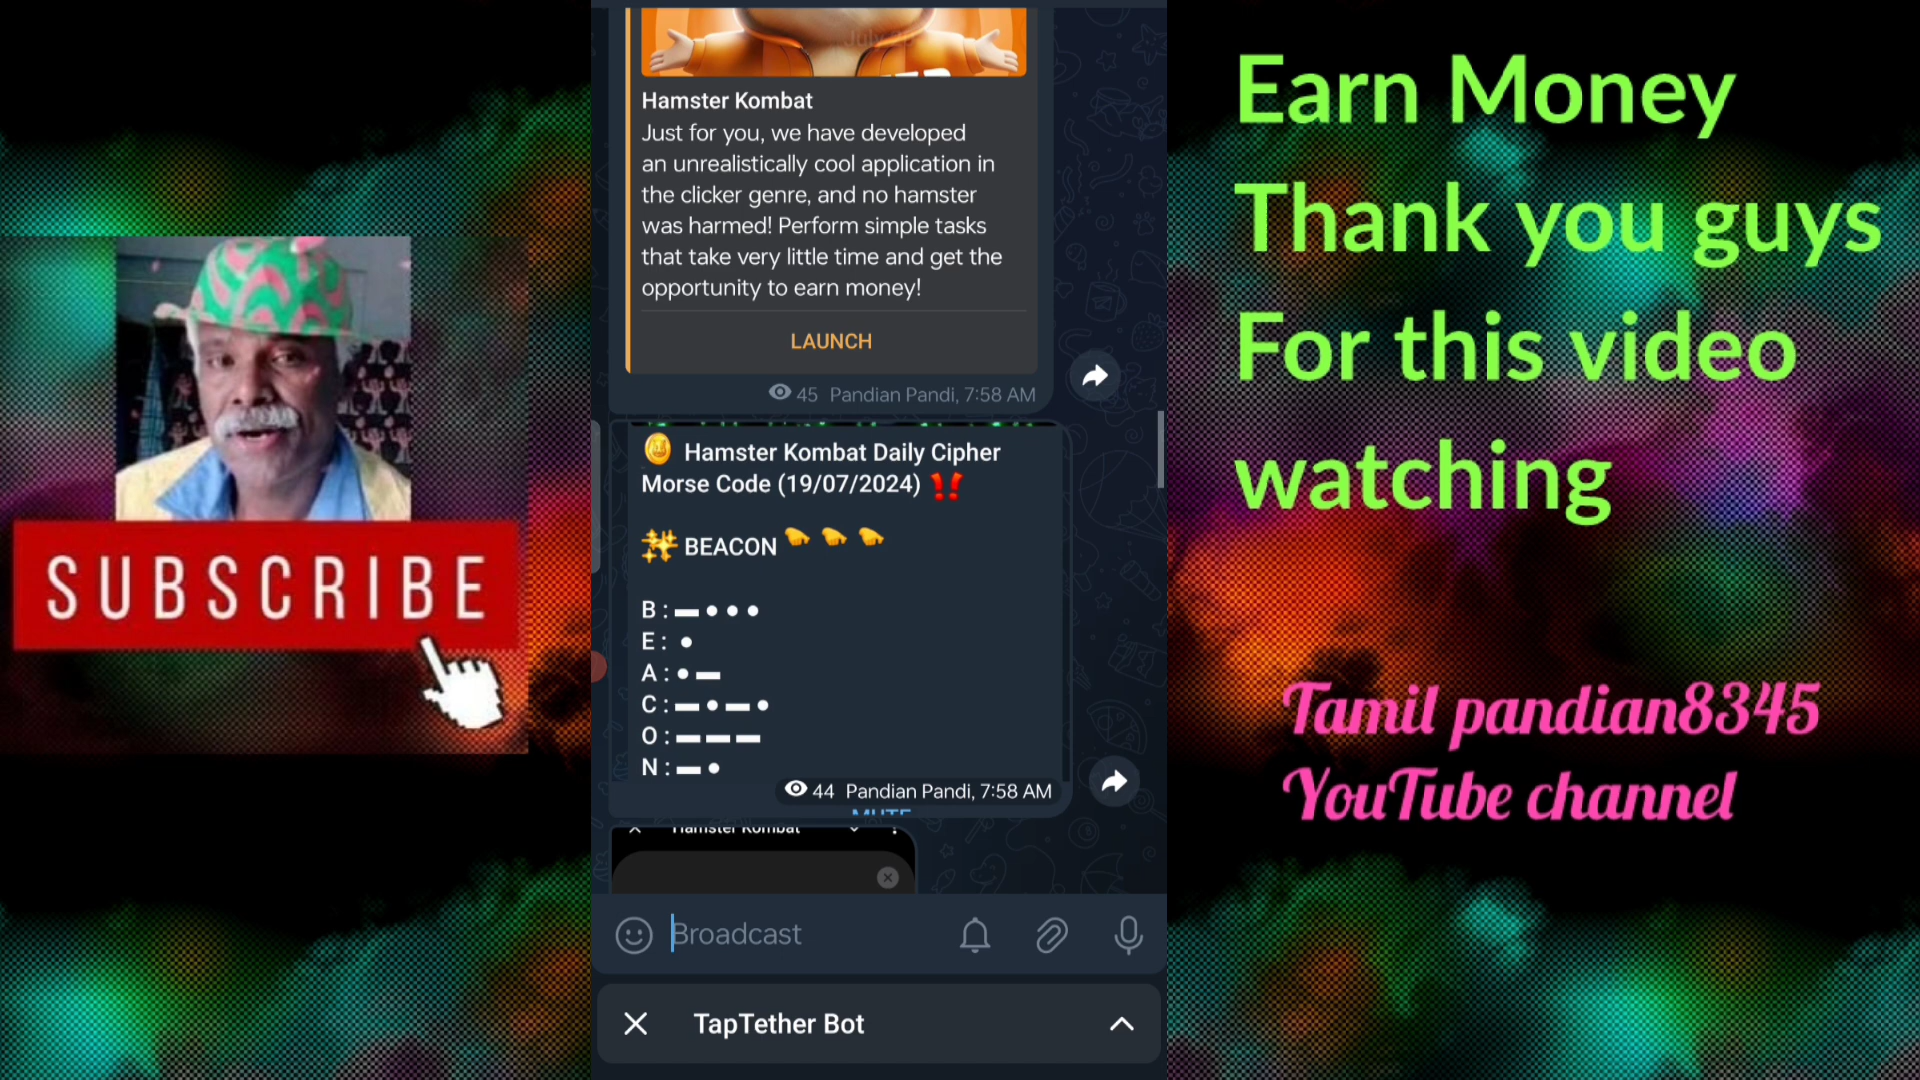 SUBSCRIBE
Hamster Kombat
Just for you, we have developed
an unrealistically cool application in
the clicker genre, and no hamster
was harmed! Perform simple tasks
that take very little time and get the
opportunity to earn money!
LAUNCH
45 Pandian Pandi, 7:58 AM
Hamster Kombat Daily Cipher
Morse Code (19/07/2024) ‼️
BEACON
B : ▬ ● ● ●
E : ●
A : ● ▬
C : ▬ ● ▬ ●
O : ▬ ▬ ▬
N : ▬ ●
44 Pandian Pandi, 7:58 AM
MUTE
Hamster Kombat
Broadcast
TapTether Bot
Earn Money
Thank you guys
For this video
watching
Tamil pandian8345
YouTube channel